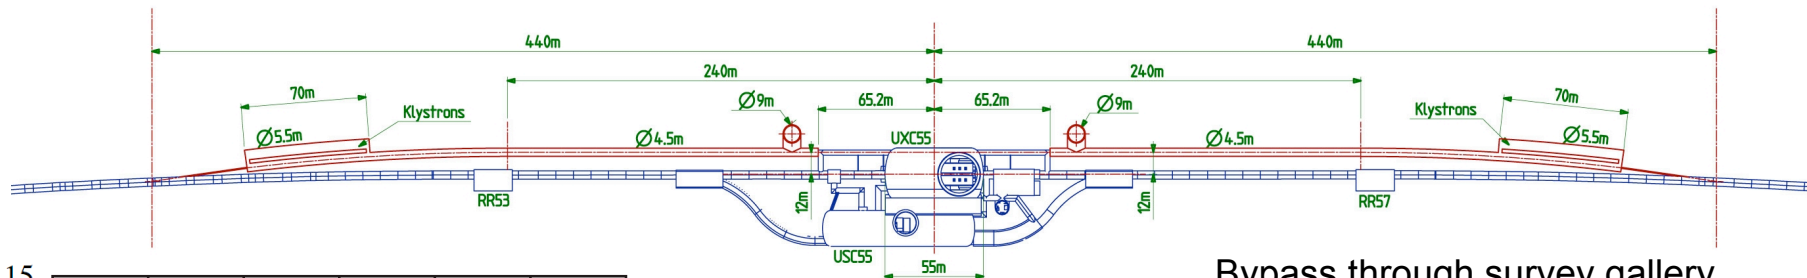 440m 440m
240m 240m
70m Klystrons Ø9m 65.2m 65.2m Ø9m Klystrons 70m
Ø5.5m Ø4.5m UXC55 Ø4.5m Ø5.5m
RR53 12m 12m RR57
USC55
55m
15
Bypass through survey gallery